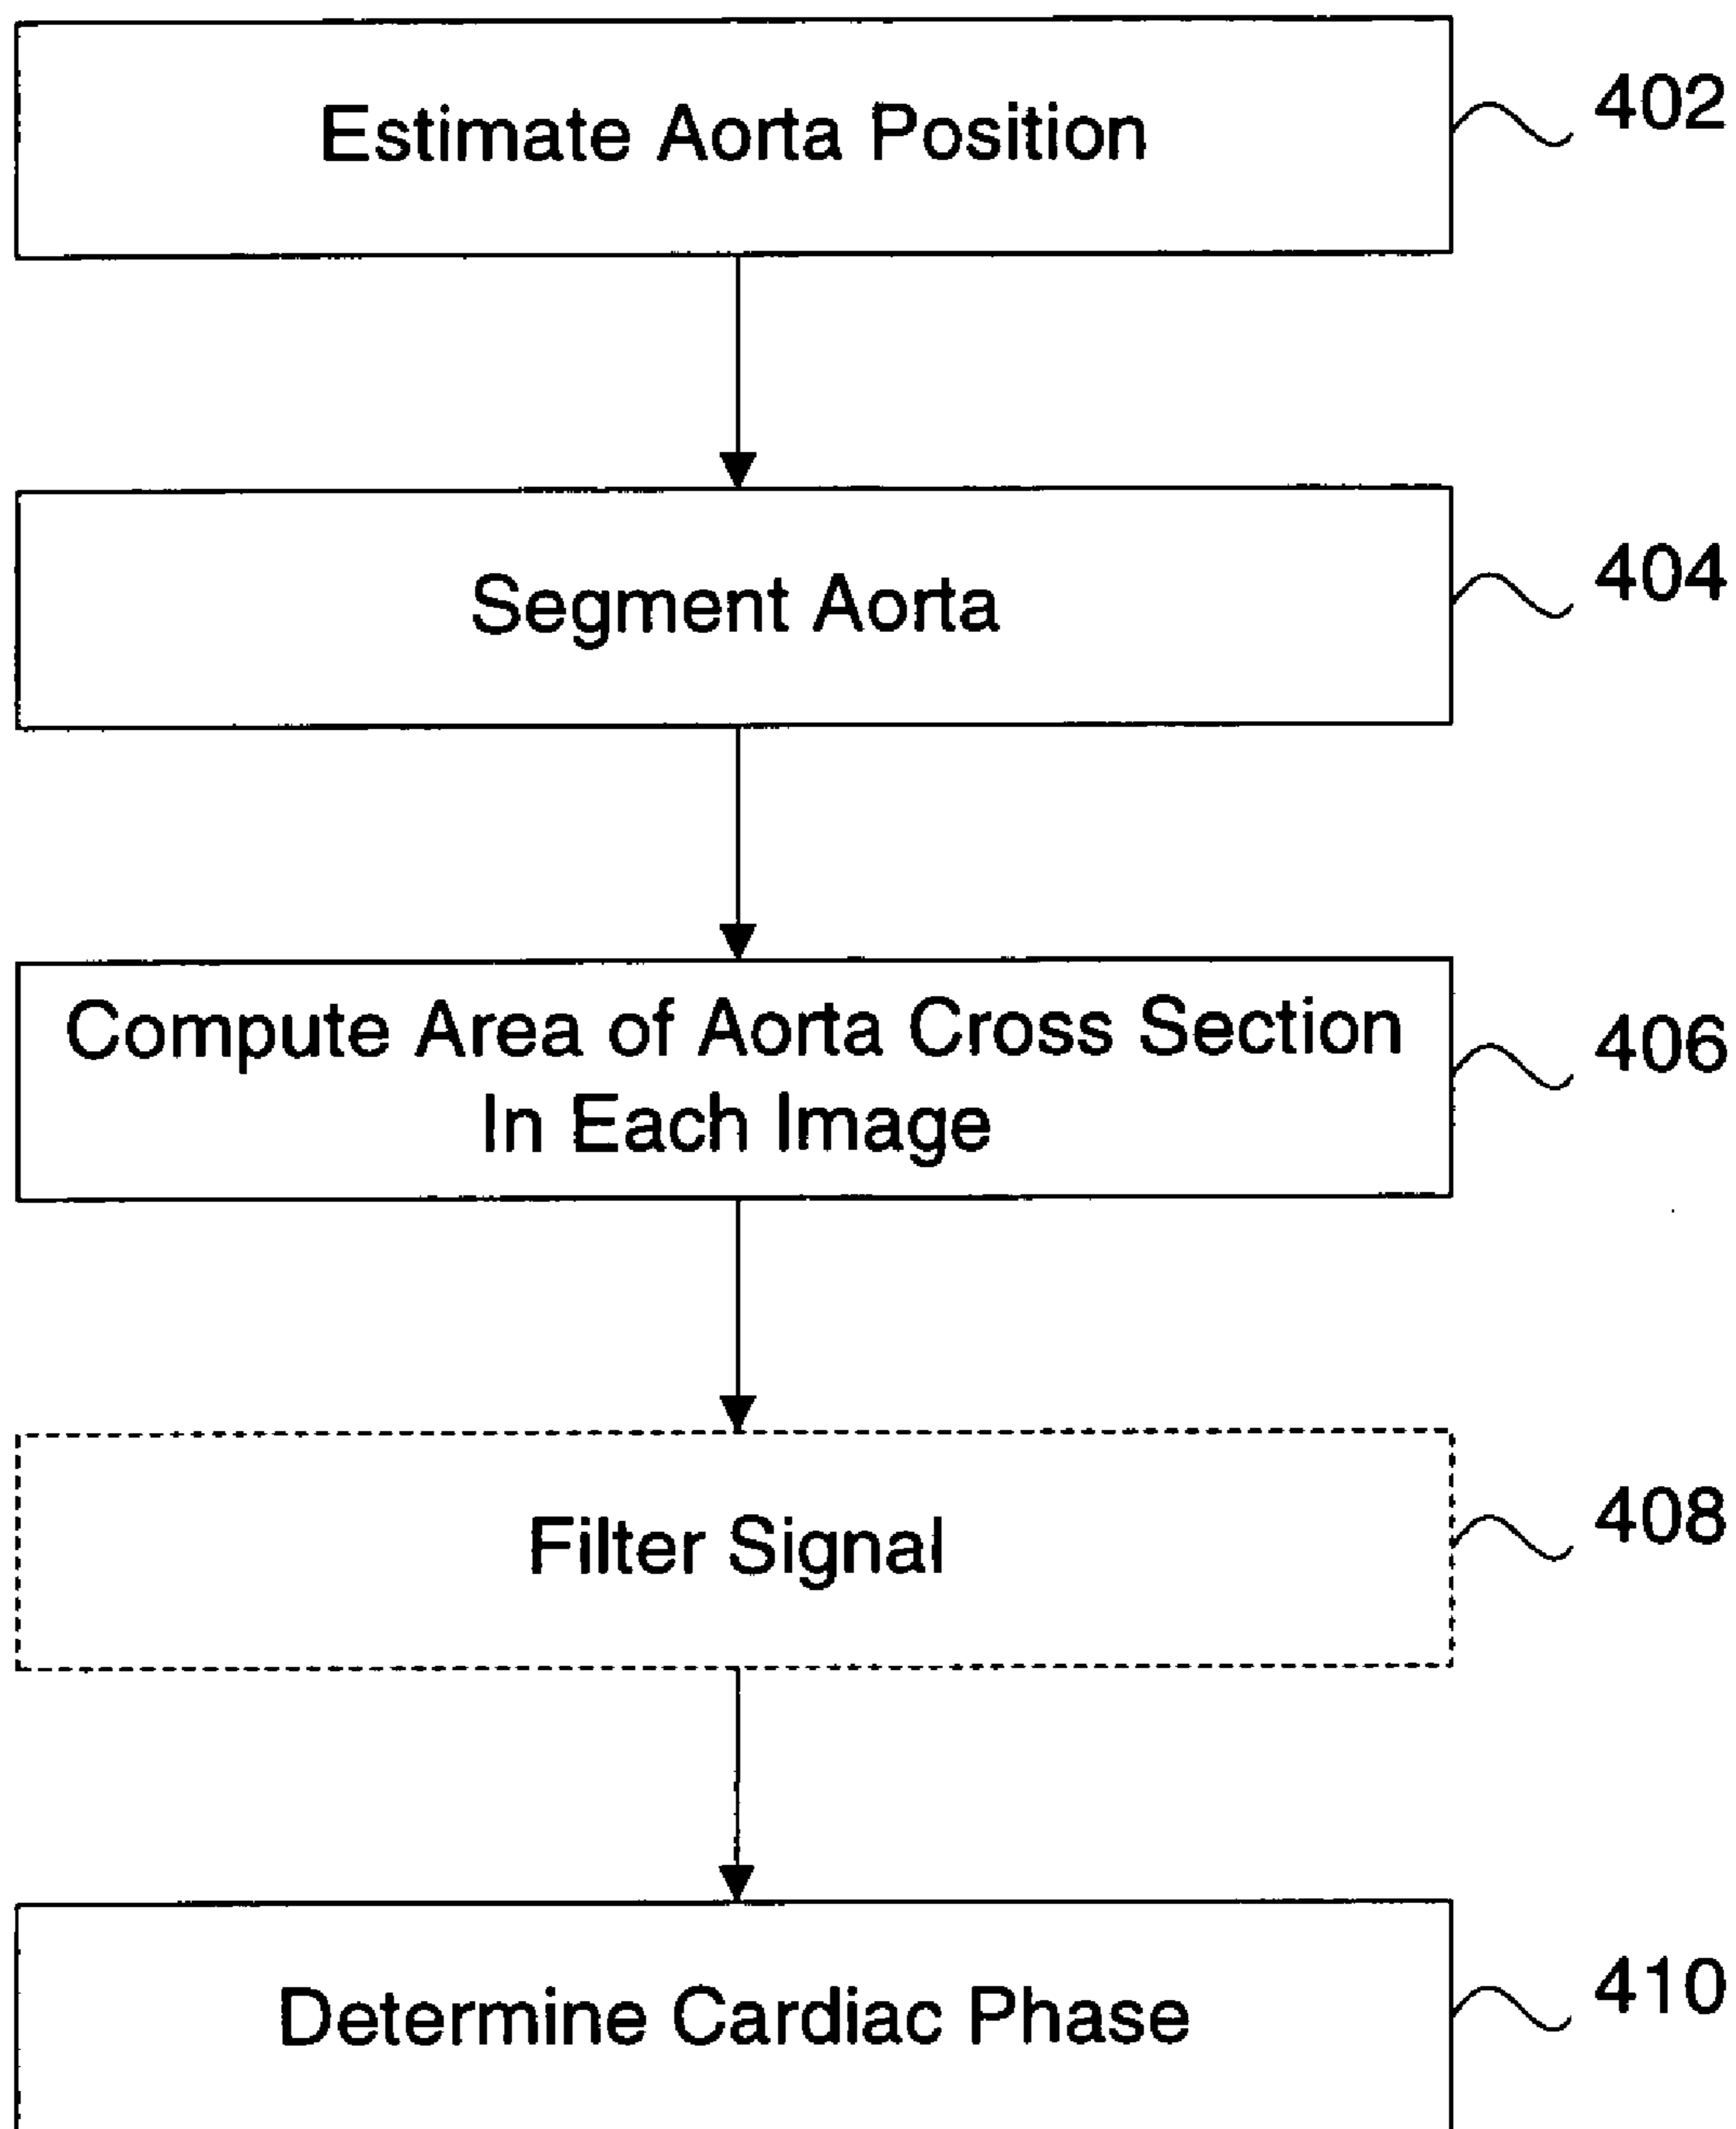 Estimate Aorta Position
402
Segment Aorta
404
Compute Area of Aorta Cross Section
In Each Image
406
Filter Signal
408
Determine Cardiac Phase
410